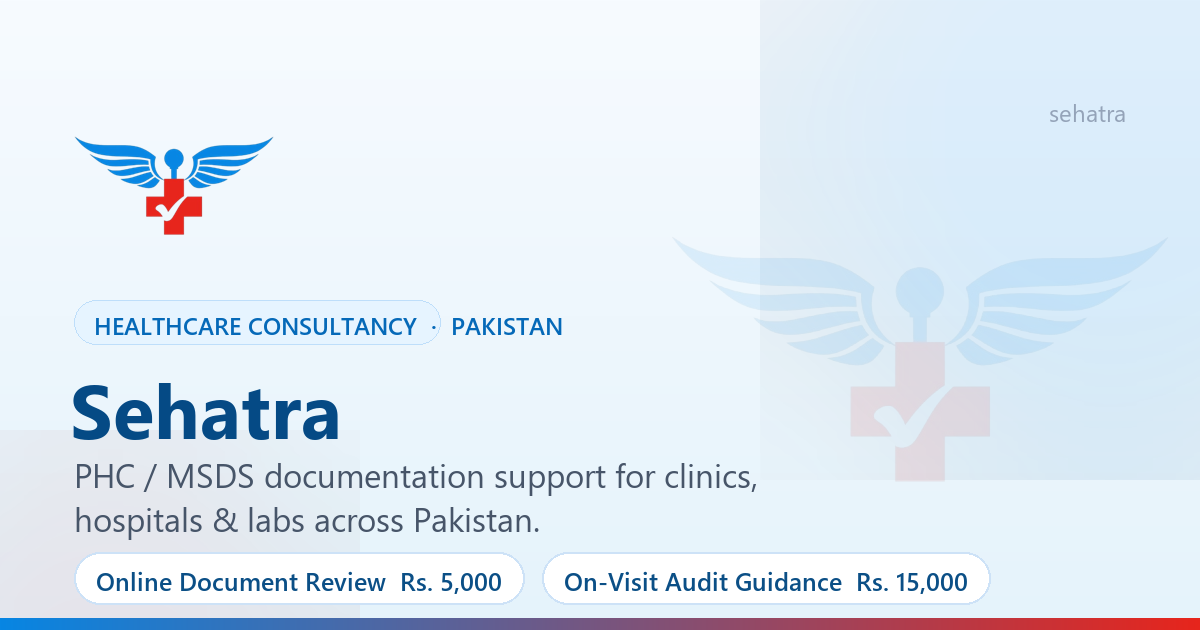 sehatra
HEALTHCARE CONSULTANCY · PAKISTAN
Sehatra
PHC / MSDS documentation support for clinics,
hospitals & labs across Pakistan.
Online Document Review Rs. 5,000
On-Visit Audit Guidance Rs. 15,000